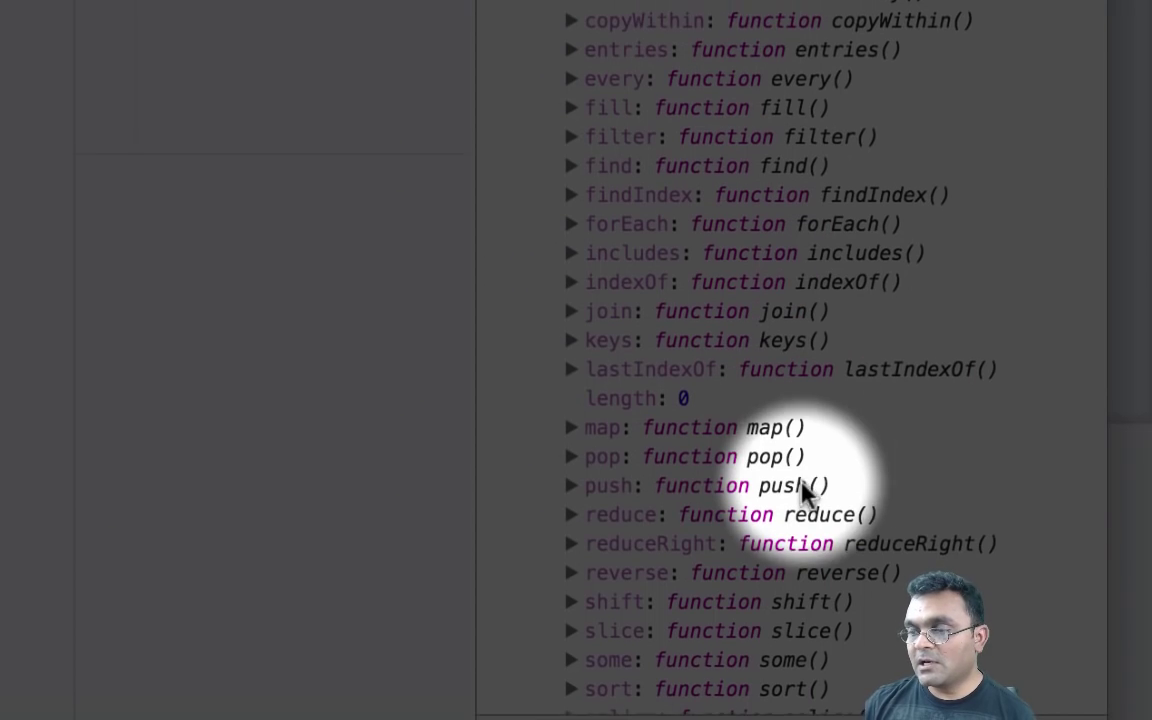 copyWithin: function copyWithin()
entries: function entries()
every: function every()
fill: function fill()
filter: function filter()
find: function find()
findIndex: function findIndex()
forEach: function forEach()
includes: function includes()
indexOf: function indexOf()
join: function join()
keys: function keys()
lastIndexOf: function lastIndexOf()
length: 0
map: function map()
pop: function pop()
push: function push()
reduce: function reduce()
reduceRight: function reduceRight()
reverse: function reverse()
shift: function shift()
slice: function slice()
some: function some()
sort: function sort()